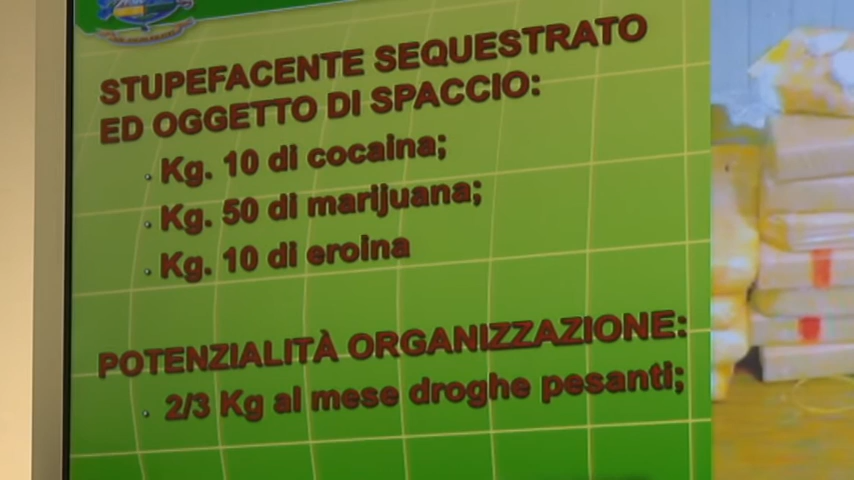 STUPEFACENTE SEQUESTRATO
ED OGGETTO DI SPACCIO:
Kg. 10 di cocaina;
Kg. 50 di marijuana;
Kg. 10 di eroina
POTENZIALITÀ ORGANIZZAZIONE:
2/3 Kg al mese droghe pesanti;